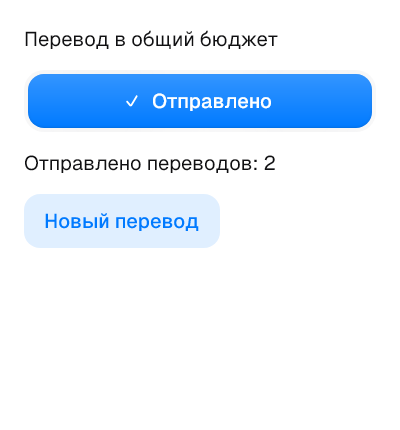 Перевод в общий бюджет
✓ Отправлено
Отправлено переводов: 2
Новый перевод